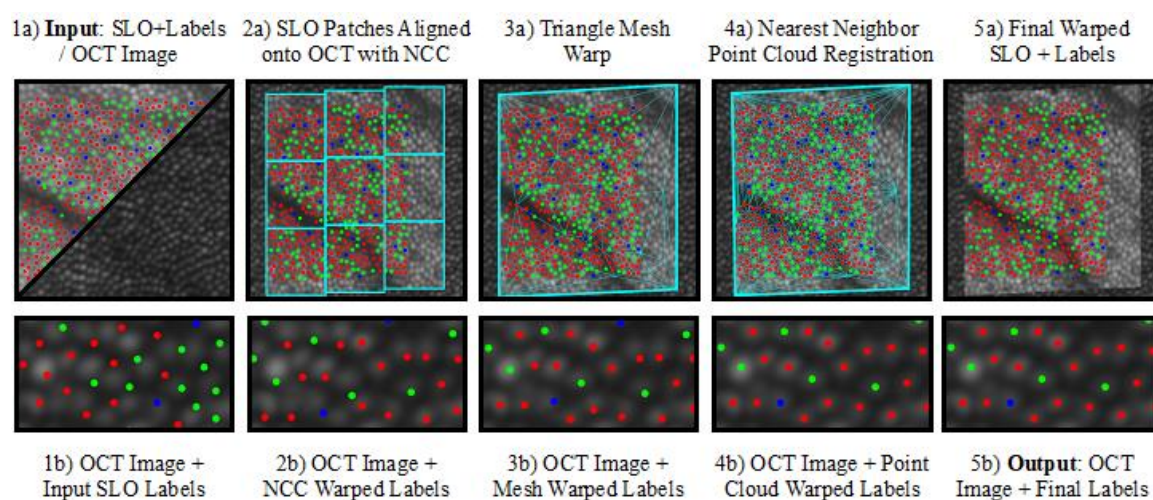 1a) Input: SLO+Labels
/ OCT Image
2a) SLO Patches Aligned
onto OCT with NCC
3a) Triangle Mesh
Warp
4a) Nearest Neighbor
Point Cloud Registration
5a) Final Warped
SLO + Labels
1b) OCT Image +
Input SLO Labels
2b) OCT Image +
NCC Warped Labels
3b) OCT Image +
Mesh Warped Labels
4b) OCT Image + Point
Cloud Warped Labels
5b) Output: OCT
Image + Final Labels